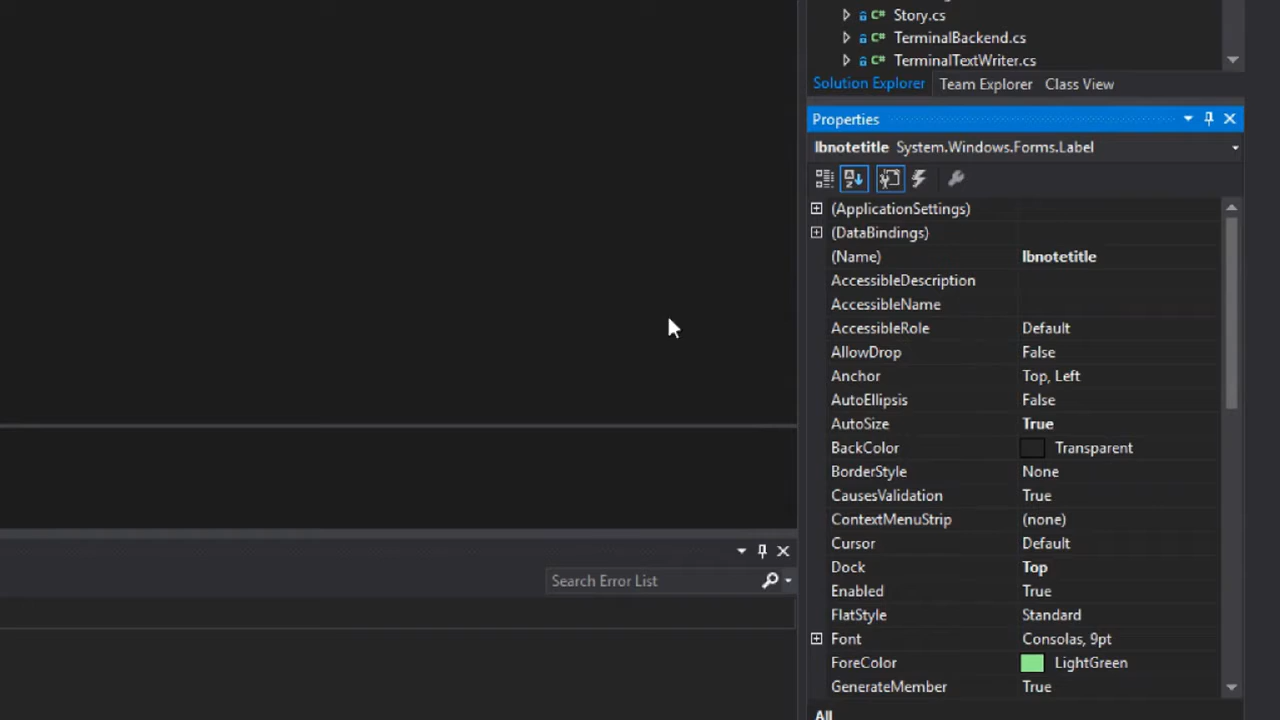 Story.cs
TerminalBackend.cs
TerminalTextWriter.cs
Solution Explorer Team Explorer Class View
Properties
lbnotetitle System.Windows.Forms.Label
(ApplicationSettings)
(DataBindings)
(Name) lbnotetitle
AccessibleDescription
AccessibleName
AccessibleRole Default
AllowDrop False
Anchor Top, Left
AutoEllipsis False
AutoSize True
BackColor Transparent
BorderStyle None
CausesValidation True
ContextMenuStrip (none)
Cursor Default
Dock Top
Search Error List
Enabled True
FlatStyle Standard
Font Consolas, 9pt
ForeColor LightGreen
GenerateMember True
All